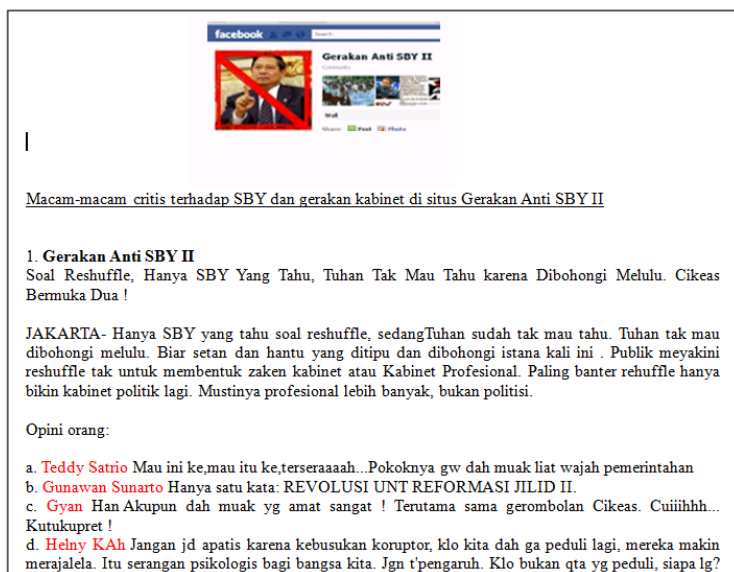 facebook
Search
Gerakan Anti SBY II
Community
Wall
Share: Post Photo
Macam-macam critis terhadap SBY dan gerakan kabinet di situs Gerakan Anti SBY II
1. Gerakan Anti SBY II
Soal Reshuffle, Hanya SBY Yang Tahu, Tuhan Tak Mau Tahu karena Dibohongi Melulu. Cikeas
Bermuka Dua !
JAKARTA- Hanya SBY yang tahu soal reshuffle, sedangTuhan sudah tak mau tahu. Tuhan tak mau
dibohongi melulu. Biar setan dan hantu yang ditipu dan dibohongi istana kali ini . Publik meyakini
reshuffle tak untuk membentuk zaken kabinet atau Kabinet Profesional. Paling banter rehuffle hanya
bikin kabinet politik lagi. Mustinya profesional lebih banyak, bukan politisi.
Opini orang:
a. Teddy Satrio Mau ini ke,mau itu ke,terseraaaah...Pokoknya gw dah muak liat wajah pemerintahan
b. Gunawan Sunarto Hanya satu kata: REVOLUSI UNT REFORMASI JILID II.
c. Gyan Han Akupun dah muak yg amat sangat ! Terutama sama gerombolan Cikeas. Cuiiihhh...
Kutukupret !
d. Helny KAh Jangan jd apatis karena kebusukan koruptor, klo kita dah ga peduli lagi, mereka makin
merajalela. Itu serangan psikologis bagi bangsa kita. Jgn t'pengaruh. Klo bukan qta yg peduli, siapa lg?